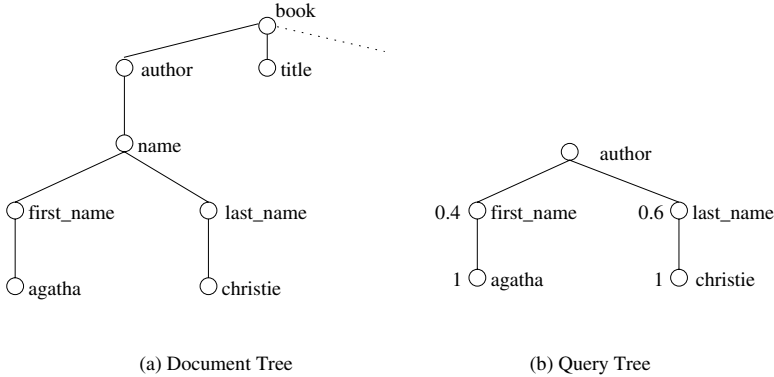 book
author
title
name
author
first_name
last_name
0.4
first_name
0.6
last_name
agatha
christie
1
agatha
1
christie
(a) Document Tree
(b) Query Tree